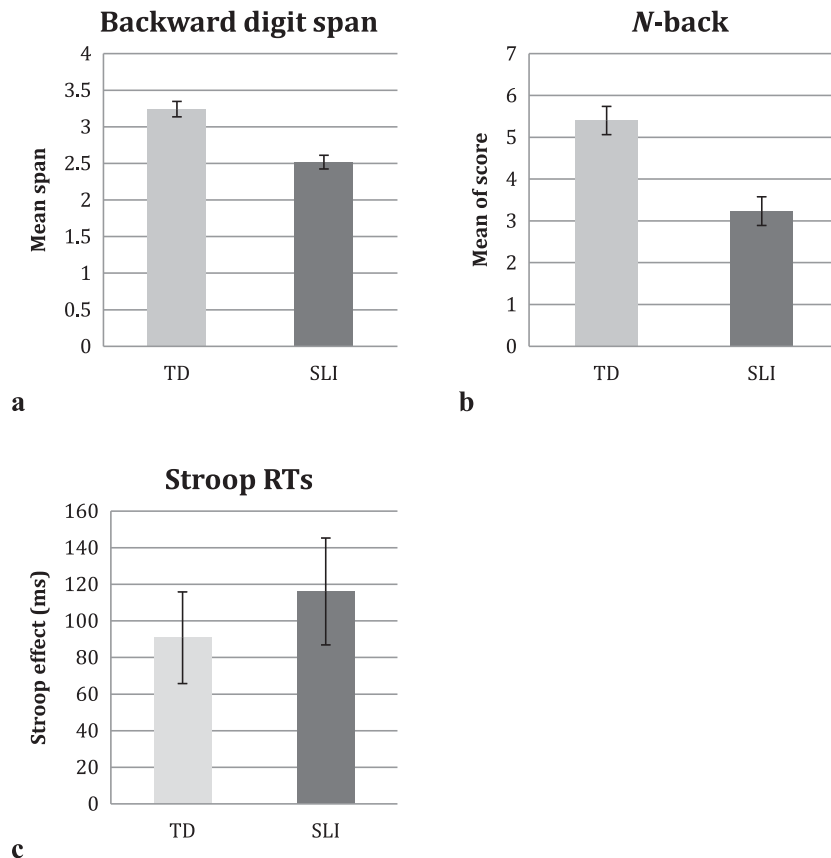 Backward digit span
4
3.5
3
2.5
2
1.5
1
0.5
0
Mean span
TD SLI
a
N-back
7
6
5
4
3
2
1
0
Mean of score
TD SLI
b
Stroop RTs
160
140
120
100
80
60
40
20
0
Stroop effect (ms)
TD SLI
c